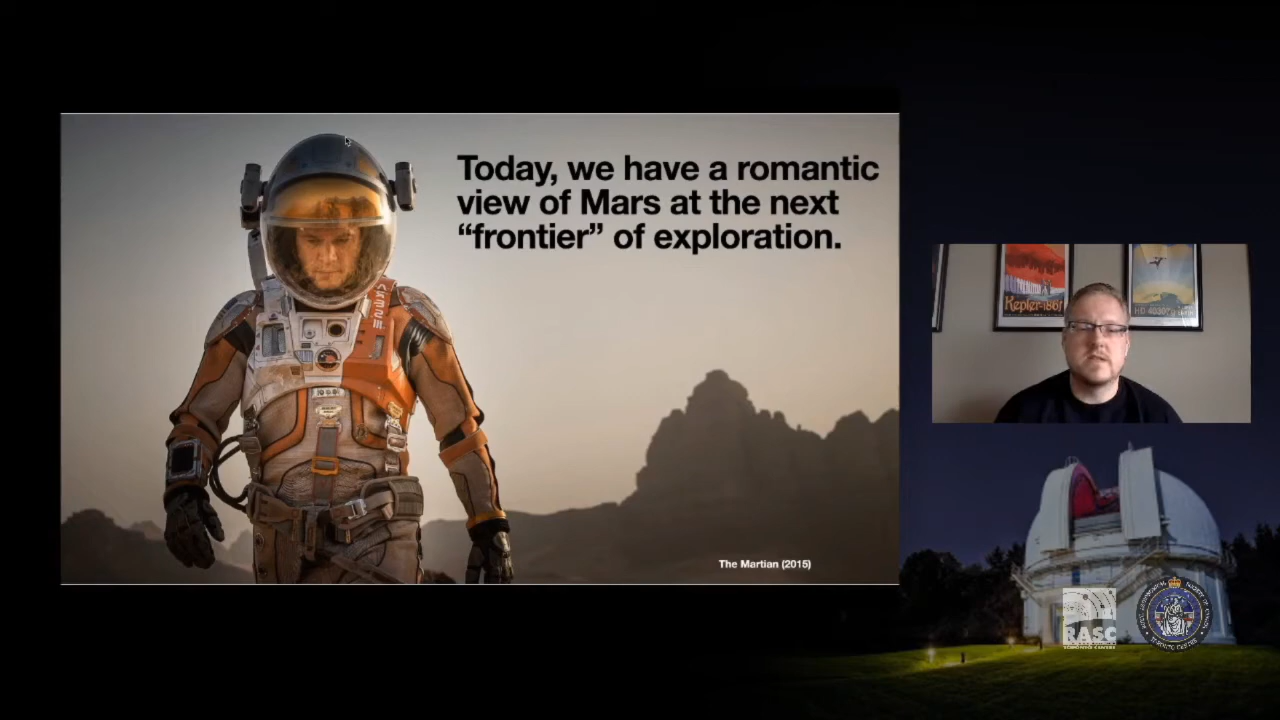 Today, we have a romantic
view of Mars at the next
“frontier” of exploration.
The Martian (2015)
Kepler-186f
RASC